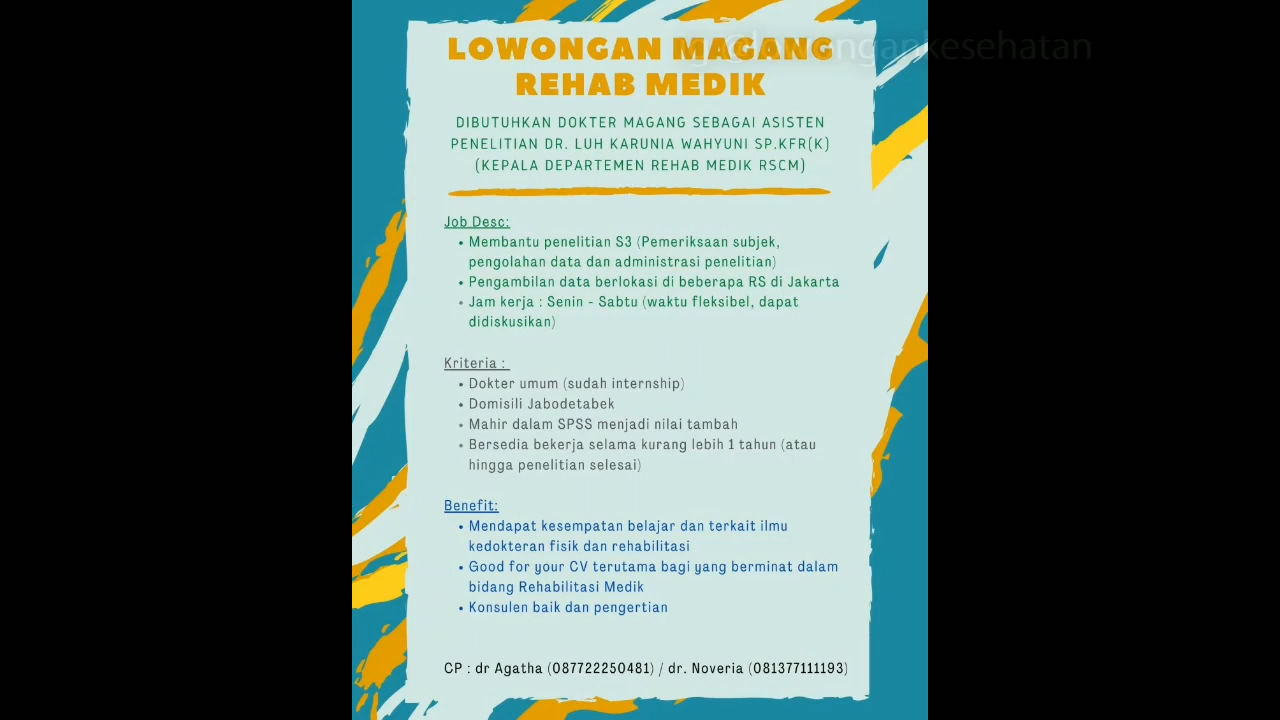 LOWONGAN MAGANG
REHAB MEDIK
@lowongankesehatan
DIBUTUHKAN DOKTER MAGANG SEBAGAI ASISTEN
PENELITIAN DR. LUH KARUNIA WAHYUNI SP.KFR(K)
(KEPALA DEPARTEMEN REHAB MEDIK RSCM)
Job Desc:
• Membantu penelitian S3 (Pemeriksaan subjek,
pengolahan data dan administrasi penelitian)
• Pengambilan data berlokasi di beberapa RS di Jakarta
• Jam kerja : Senin - Sabtu (waktu fleksibel, dapat
didiskusikan)
Kriteria :
• Dokter umum (sudah internship)
• Domisili Jabodetabek
• Mahir dalam SPSS menjadi nilai tambah
• Bersedia bekerja selama kurang lebih 1 tahun (atau
hingga penelitian selesai)
Benefit:
• Mendapat kesempatan belajar dan terkait ilmu
kedokteran fisik dan rehabilitasi
• Good for your CV terutama bagi yang berminat dalam
bidang Rehabilitasi Medik
• Konsulen baik dan pengertian
CP : dr Agatha (087722250481) / dr. Noveria (081377111193)